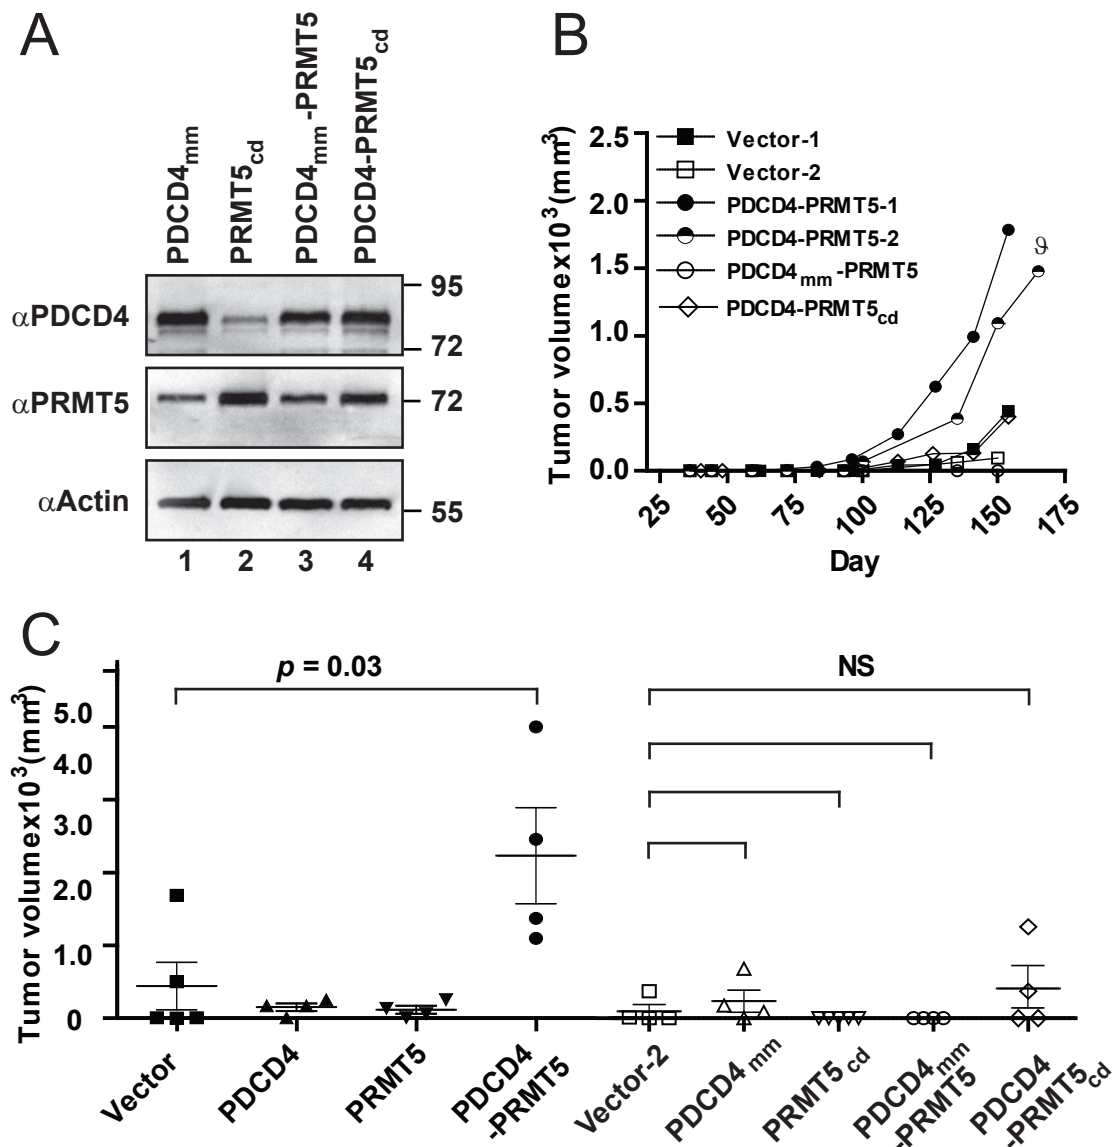 A
PDCD4mm
PRMT5cd
PDCD4mm-PRMT5
PDCD4-PRMT5cd
αPDCD4
95
72
αPRMT5
72
αActin
55
1 2 3 4
B
Tumor volumex10³(mm³)
2.5
2.0
1.5
1.0
0.5
0.0
Vector-1
Vector-2
PDCD4-PRMT5-1
PDCD4-PRMT5-2
PDCD4mm-PRMT5
PDCD4-PRMT5cd
ϑ
25 50 75 100 125 150 175
Day
C
Tumor volumex10³(mm³)
5.0
4.0
3.0
2.0
1.0
0
p = 0.03
NS
Vector
PDCD4
PRMT5
PDCD4
-PRMT5
Vector-2
PDCD4mm
PRMT5cd
PDCD4mm
-PRMT5
PDCD4
-PRMT5cd